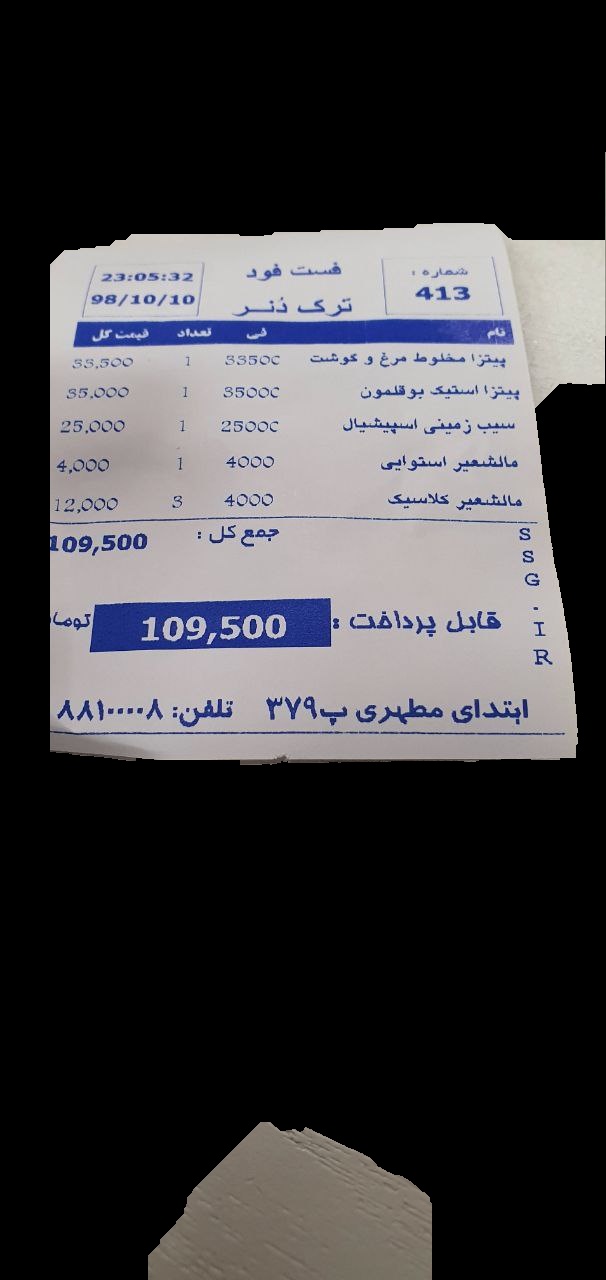 شماره : 413 فست فود 23:05:32
ترک دُنر 98/10/10
نام فی تعداد قیمت کل
پیتزا مخلوط مرغ و گوشت 33500 1 33,500
پیتزا استیک بوقلمون 35000 1 35,000
سیب زمینی اسپیشیال 25000 1 25,000
مالشعیر استوایی 4000 1 4,000
مالشعیر کلاسیک 4000 3 12,000
جمع کل : 109,500
قابل پرداخت : 109,500 توما
ابتدای مطهری پ۳۷۹ تلفن: ۸۸۱۰۰۰۰۸
SSG.IR